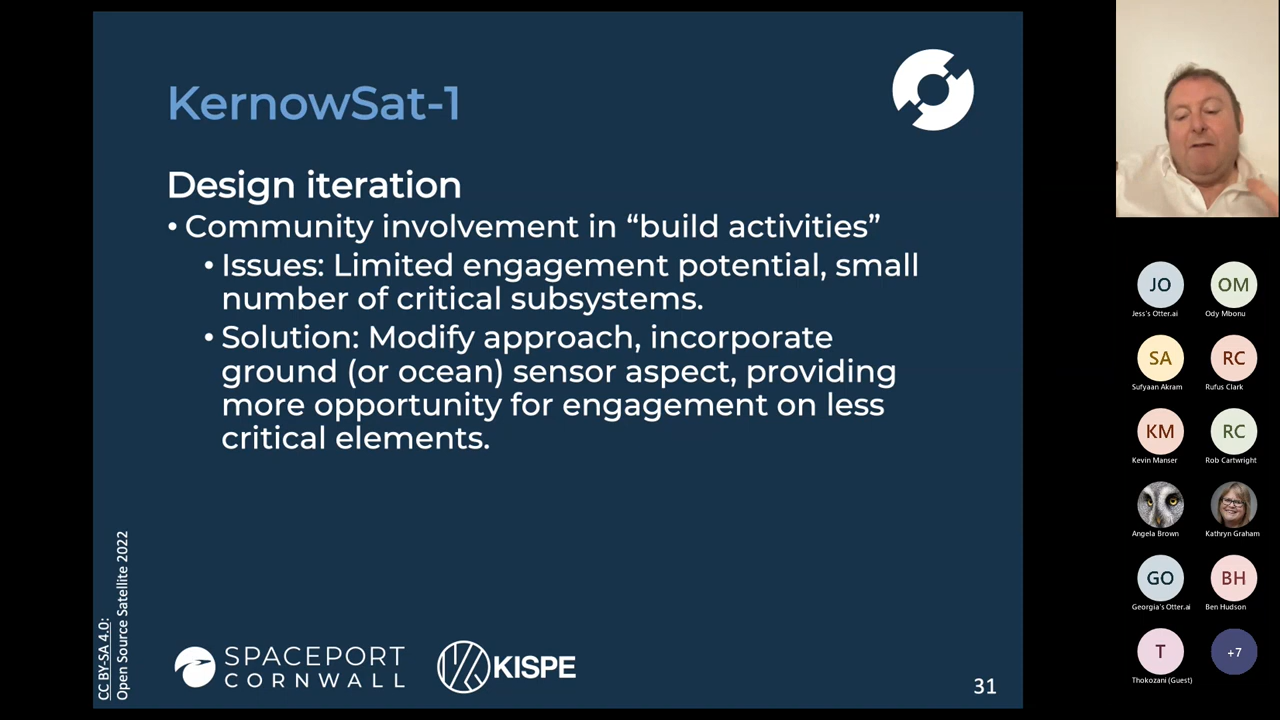 KernowSat-1
Design iteration
• Community involvement in “build activities”
• Issues: Limited engagement potential, small
number of critical subsystems.
• Solution: Modify approach, incorporate
ground (or ocean) sensor aspect, providing
more opportunity for engagement on less
critical elements.
CC BY-SA 4.0:
Open Source Satellite 2022
SPACEPORT
CORNWALL
KISPE
31
JO
Jess's Otter.ai
OM
Ody Mbonu
SA
Sufyaan Akram
RC
Rufus Clark
KM
Kevin Manser
RC
Rob Cartwright
Angela Brown
Kathryn Graham
GO
Georgia's Otter.ai
BH
Ben Hudson
T
Thokozani (Guest)
+7